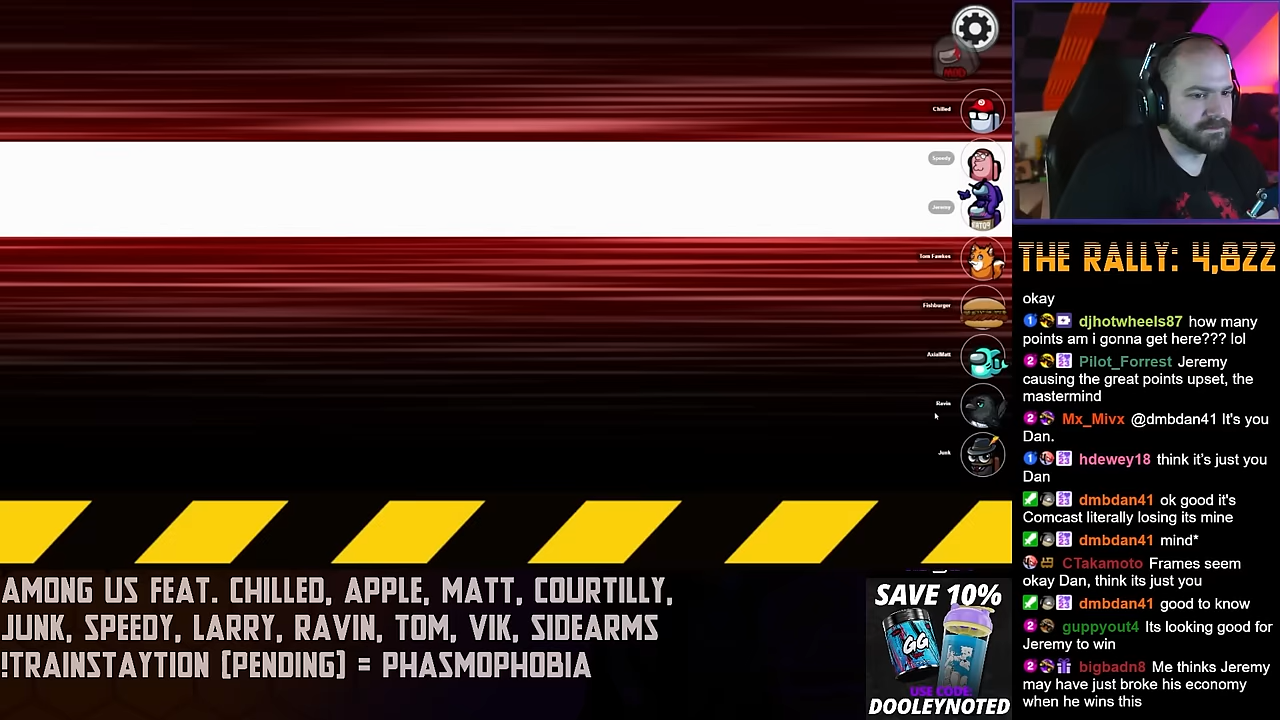 MOD
Chilled
Speedy
Jeremy
Tom Fawkes
Fishburger
AxialMatt
Ravin
Junk
THE RALLY: 4,822
okay
djhotwheels87 how many
points am i gonna get here??? lol
Pilot_Forrest Jeremy
causing the great points upset, the
mastermind
Mx_Mivx @dmbdan41 It's you
Dan.
hdewey18 think it's just you
Dan
dmbdan41 ok good it's
Comcast literally losing its mine
dmbdan41 mind*
CTakamoto Frames seem
okay Dan, think its just you
dmbdan41 good to know
guppyout4 Its looking good for
Jeremy to win
bigbadn8 Me thinks Jeremy
may have just broke his economy
when he wins this
AMONG US FEAT. CHILLED, APPLE, MATT, COURTILLY,
JUNK, SPEEDY, LARRY, RAVIN, TOM, VIK, SIDEARMS
!TRAINSTAYTION [PENDING] = PHASMOPHOBIA
SAVE 10%
GG
USE CODE:
DOOLEYNOTED